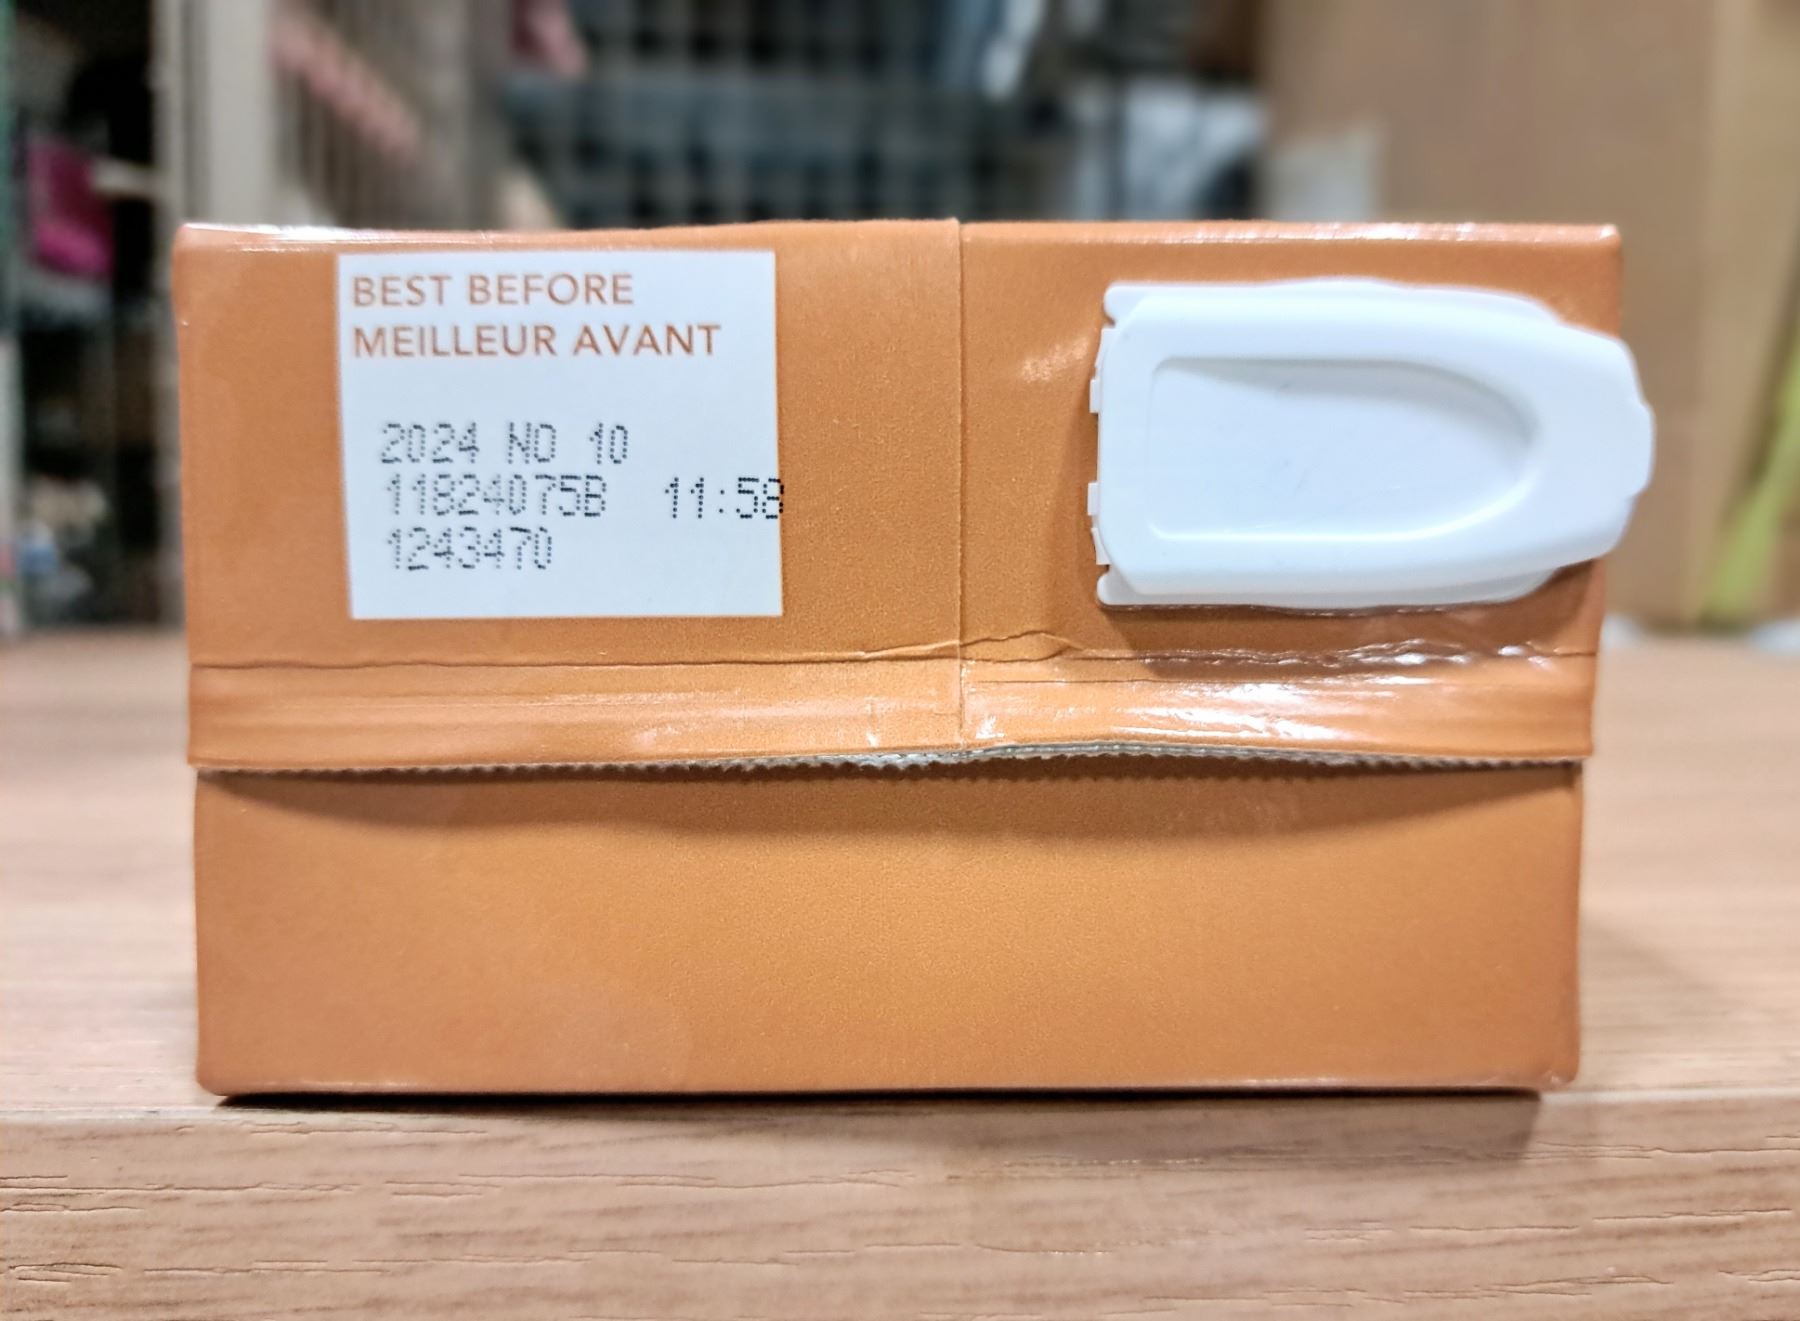 BEST BEFORE
MEILLEUR AVANT
2024 NO 10
11824075B 11:58
1243470